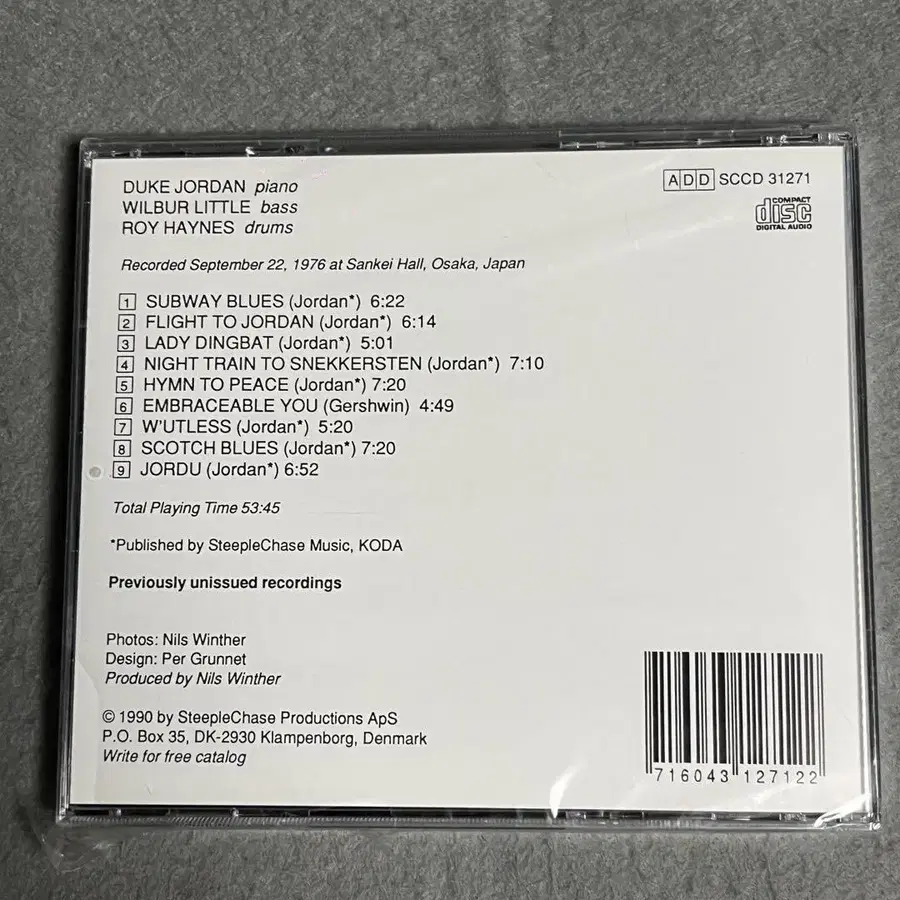 DUKE JORDAN piano
WILBUR LITTLE bass
ROY HAYNES drums
ADD SCCD 31271
COMPACT
disc
DIGITAL AUDIO
Recorded September 22, 1976 at Sankei Hall, Osaka, Japan
1 SUBWAY BLUES (Jordan*) 6:22
2 FLIGHT TO JORDAN (Jordan*) 6:14
3 LADY DINGBAT (Jordan*) 5:01
4 NIGHT TRAIN TO SNEKKERSTEN (Jordan*) 7:10
5 HYMN TO PEACE (Jordan*) 7:20
6 EMBRACEABLE YOU (Gershwin) 4:49
7 W'UTLESS (Jordan*) 5:20
8 SCOTCH BLUES (Jordan*) 7:20
9 JORDU (Jordan*) 6:52
Total Playing Time 53:45
*Published by SteepleChase Music, KODA
Previously unissued recordings
Photos: Nils Winther
Design: Per Grunnet
Produced by Nils Winther
© 1990 by SteepleChase Productions ApS
P.O. Box 35, DK-2930 Klampenborg, Denmark
Write for free catalog
716043 127122